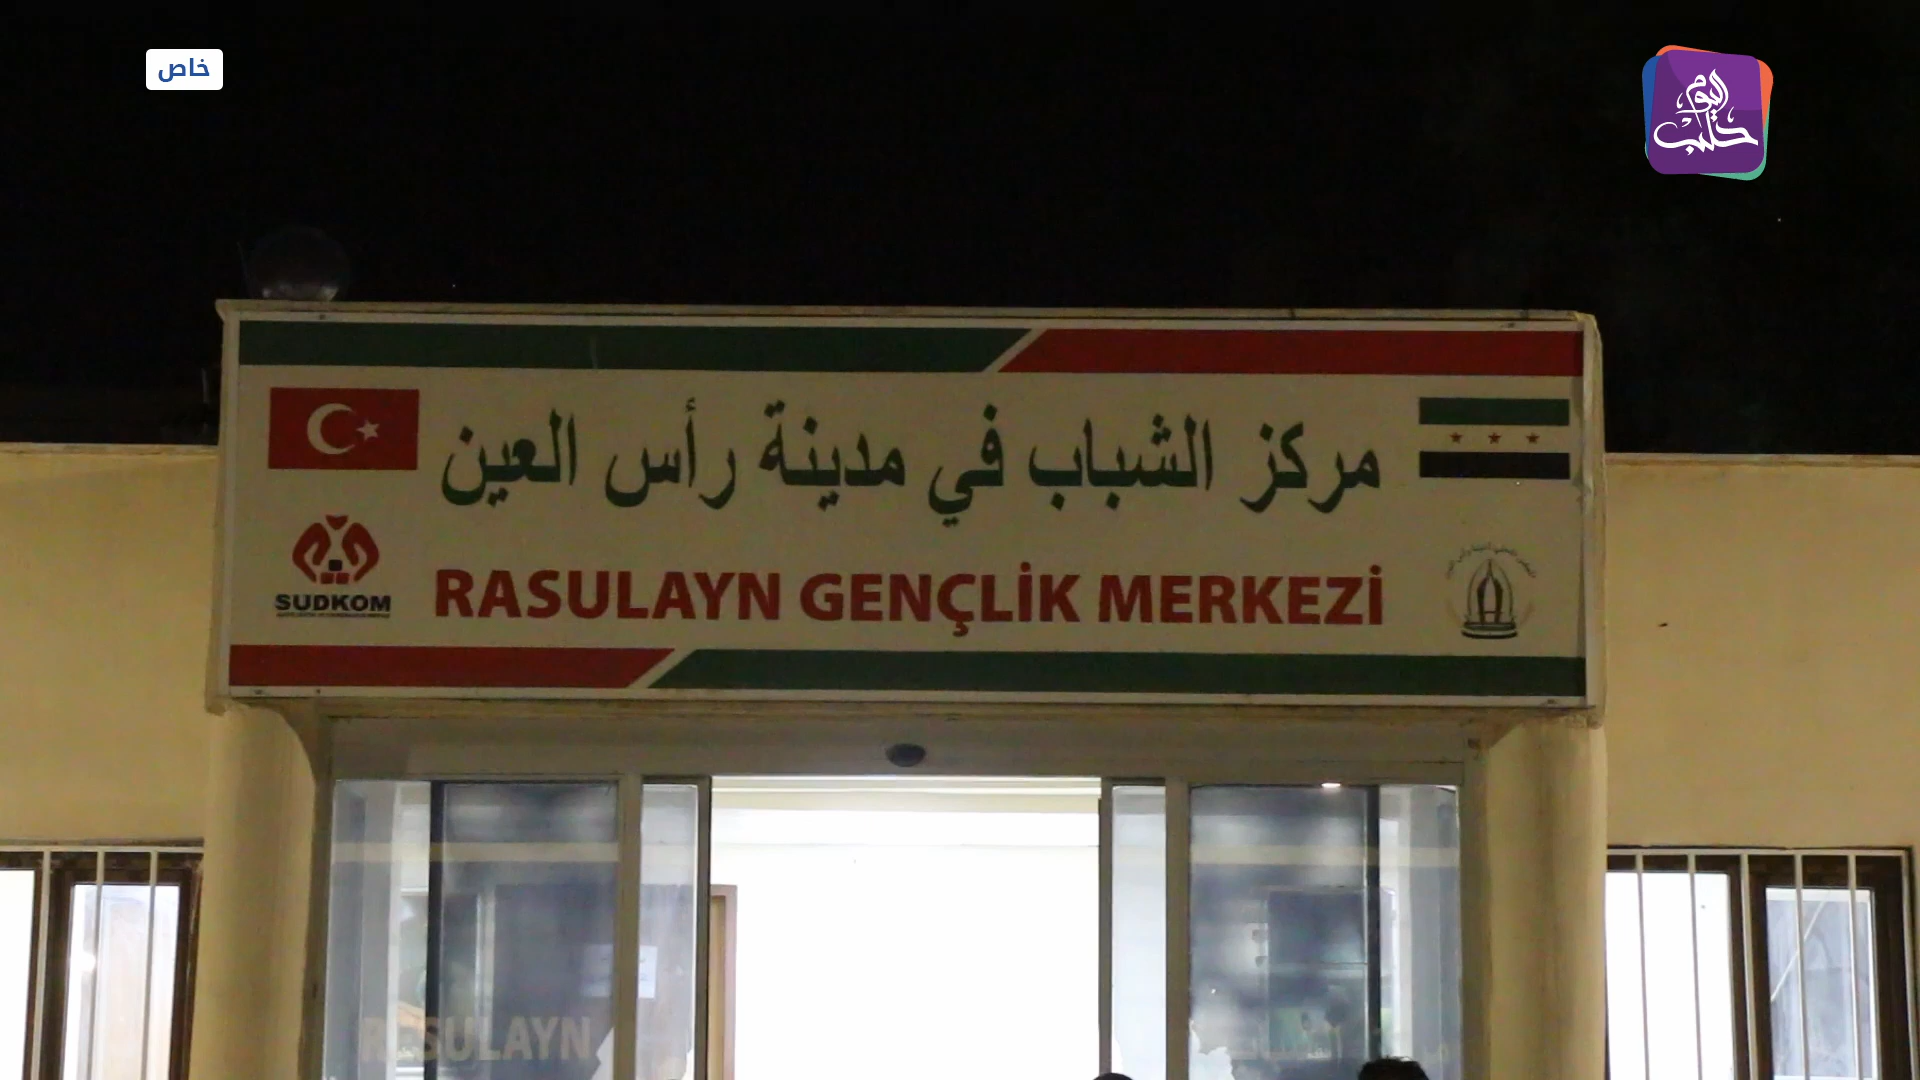 خاص
حلب اليوم
مركز الشباب في مدينة رأس العين
SUDKOM
RASULAYN GENÇLİK MERKEZİ
RASULAYN